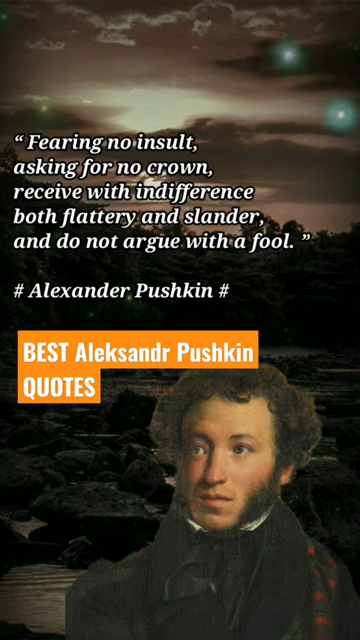 “ Fearing no insult,
asking for no crown,
receive with indifference
both flattery and slander,
and do not argue with a fool. ”
# Alexander Pushkin #
BEST Aleksandr Pushkin
QUOTES